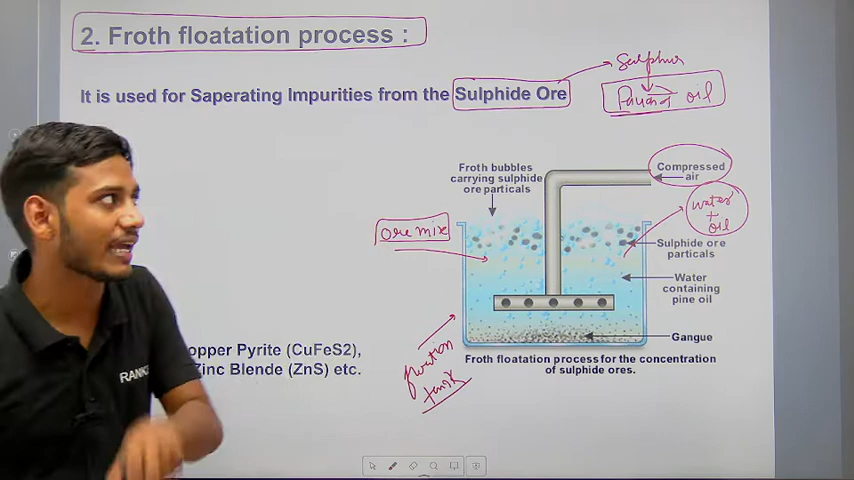 2. Froth floatation process :
It is used for Saperating Impurities from the Sulphide Ore
Sulphur
oil
Froth bubbles
carrying sulphide
ore particals
Compressed
air
water
+
oil
ore mix
Sulphide ore
particals
Water
containing
pine oil
Gangue
floation
tank
Froth floatation process for the concentration
of sulphide ores.
opper Pyrite (CuFeS2),
Zinc Blende (ZnS) etc.
RANK